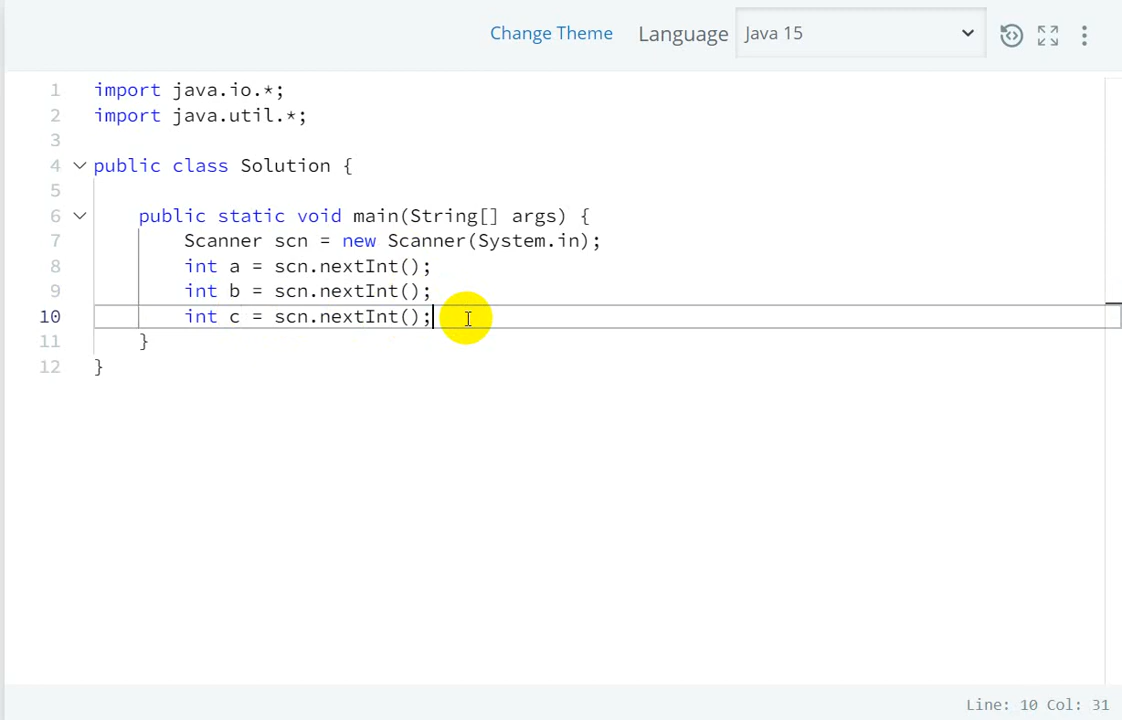 Change Theme Language Java 15
1 import java.io.*;
2 import java.util.*;
3
4 public class Solution {
5
6 public static void main(String[] args) {
7 Scanner scn = new Scanner(System.in);
8 int a = scn.nextInt();
9 int b = scn.nextInt();
10 int c = scn.nextInt();
11 }
12 }
Line: 10 Col: 31